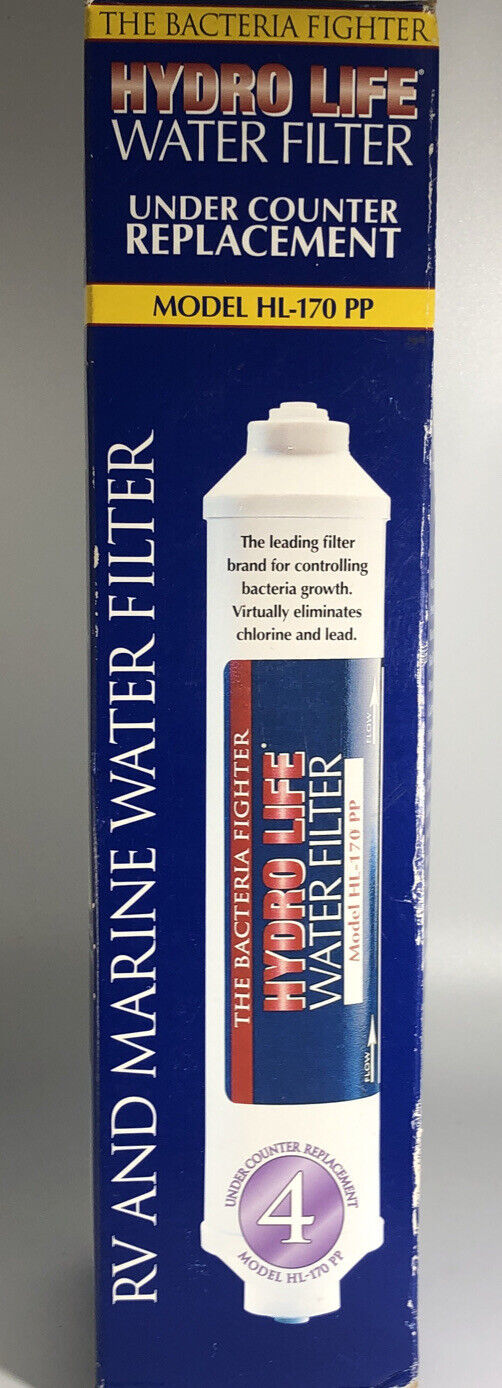 THE BACTERIA FIGHTER
HYDRO LIFE®
WATER FILTER
UNDER COUNTER
REPLACEMENT
MODEL HL-170 PP
RV AND MARINE WATER FILTER
The leading filter
brand for controlling
bacteria growth.
Virtually eliminates
chlorine and lead.
THE BACTERIA FIGHTER
HYDRO LIFE®
WATER FILTER
Model HL-170 PP
FLOW
FLOW
UNDER COUNTER REPLACEMENT
4
MODEL HL-170 PP